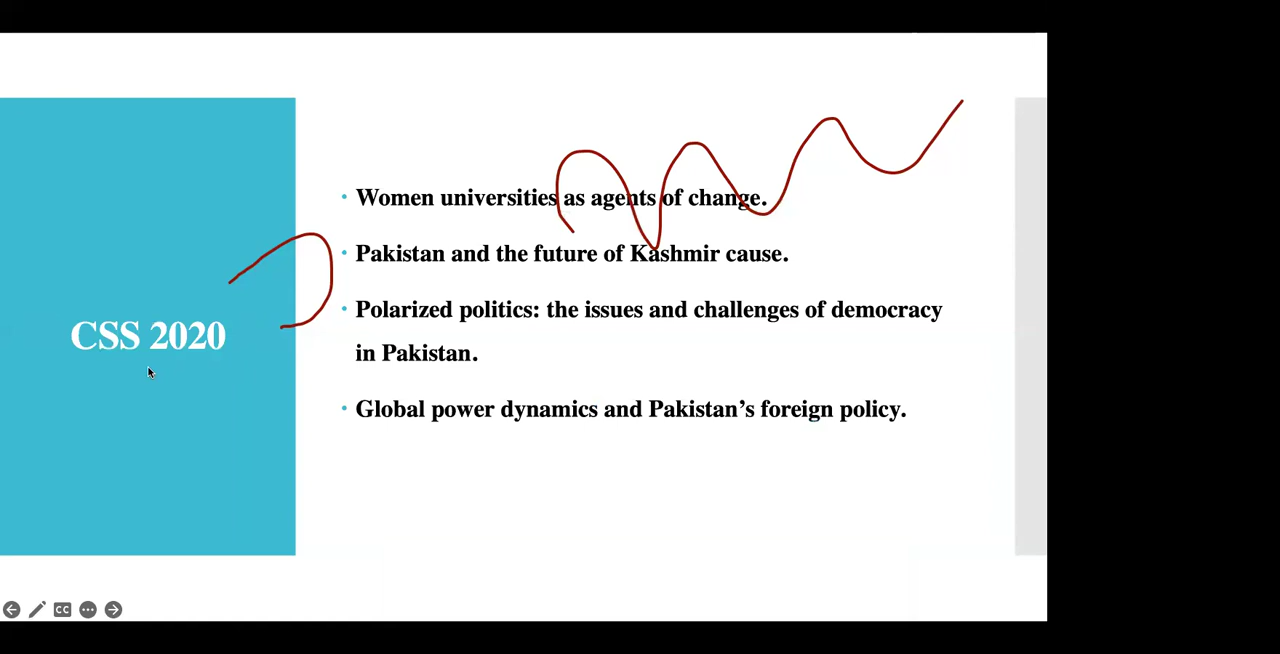 CSS 2020
• Women universities as agents of change.
• Pakistan and the future of Kashmir cause.
• Polarized politics: the issues and challenges of democracy
in Pakistan.
• Global power dynamics and Pakistan’s foreign policy.
CC